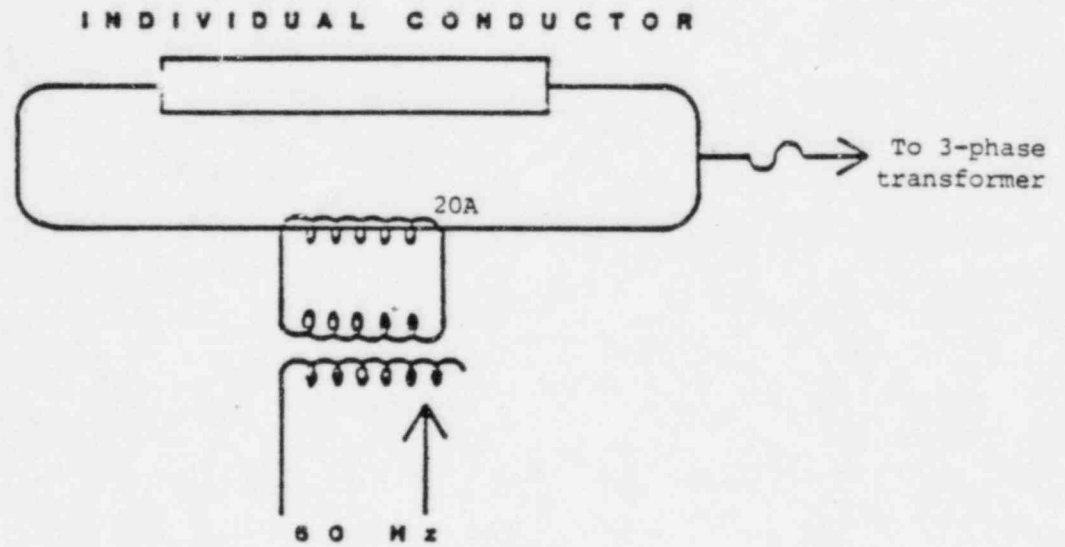 INDIVIDUAL CONDUCTOR
To 3-phase
transformer
20A
60 Hz